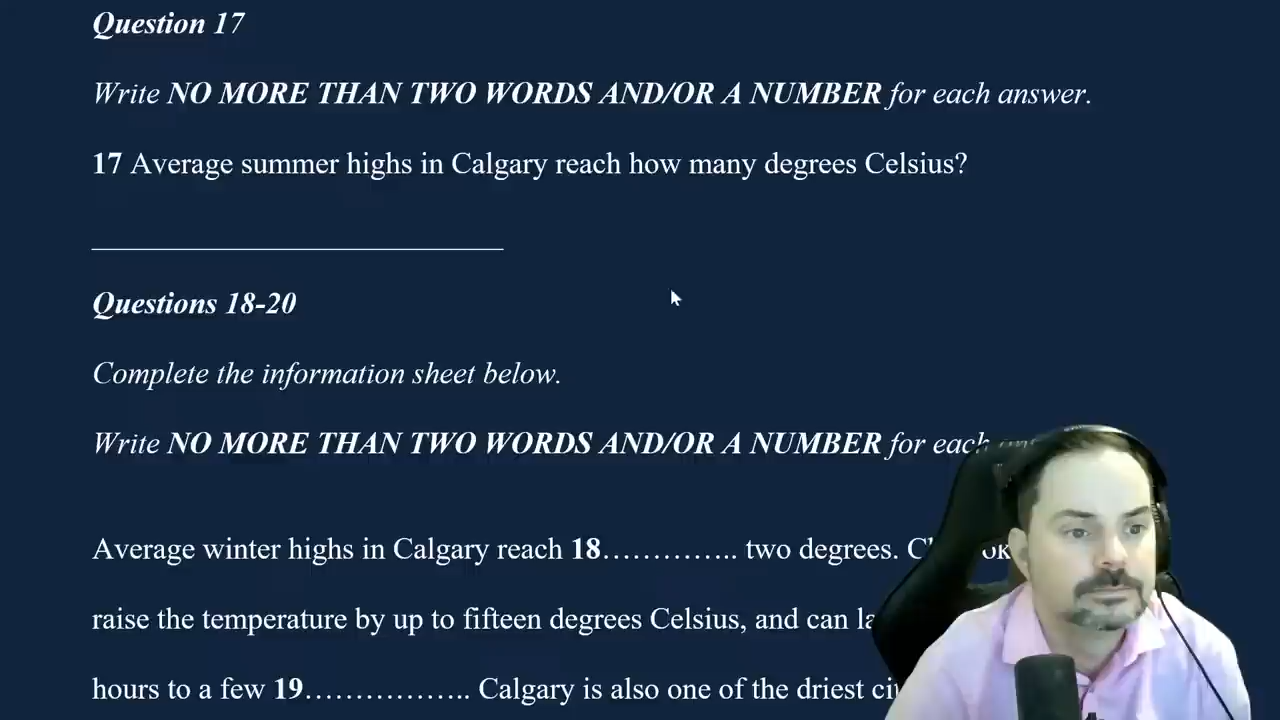 Question 17
Write NO MORE THAN TWO WORDS AND/OR A NUMBER for each answer.
17 Average summer highs in Calgary reach how many degrees Celsius?
Questions 18-20
Complete the information sheet below.
Write NO MORE THAN TWO WORDS AND/OR A NUMBER for each
Average winter highs in Calgary reach 18………….. two degrees.
raise the temperature by up to fifteen degrees Celsius, and can
hours to a few 19…………….. Calgary is also one of the driest